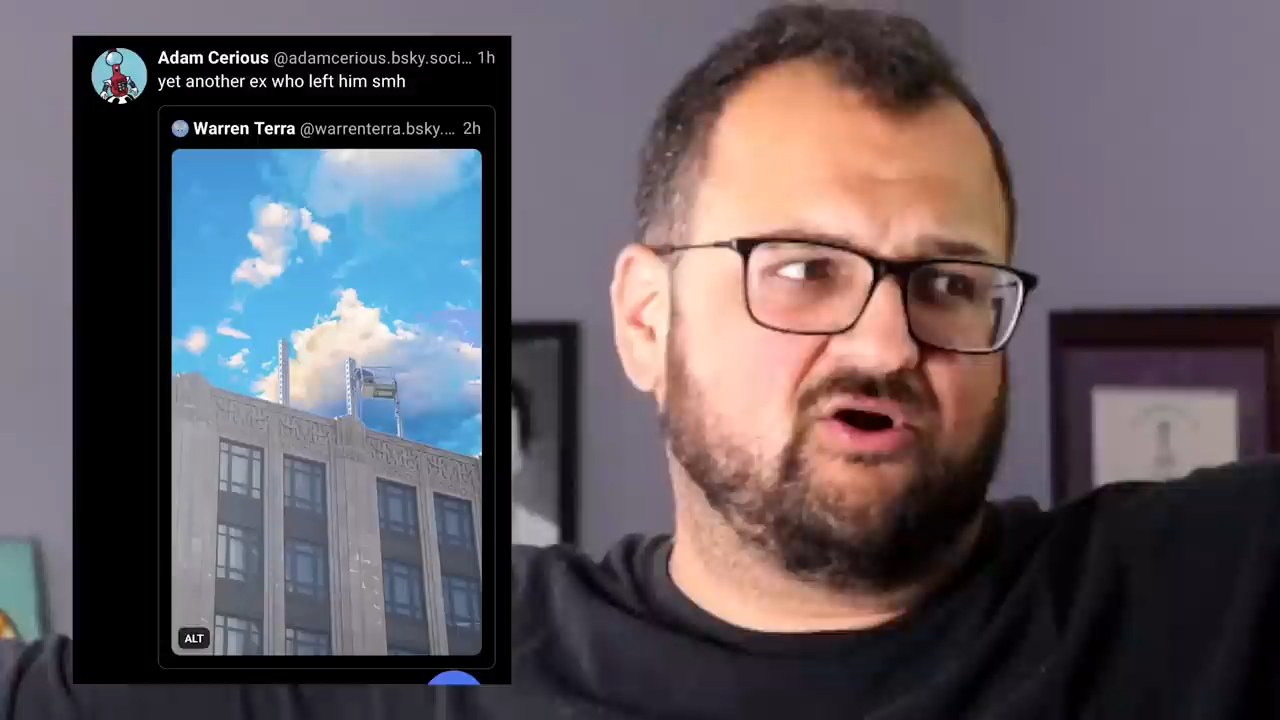 Adam Cerious @adamcerious.bsky.soci... 1h
yet another ex who left him smh
Warren Terra @warrenterra.bsky.... 2h
ALT